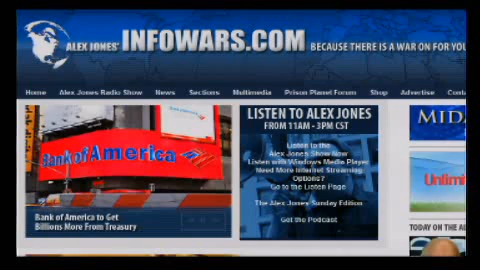 ALEX JONES' INFOWARS.COM BECAUSE THERE IS A WAR ON FOR YOU
Home Alex Jones Radio Show News Sections Multimedia Prison Planet Forum Shop Advertise Conta
Bank of America
LISTEN TO ALEX JONES
FROM 11AM - 3PM CST
Listen to the
Alex Jones Show Now
Listen with Windows Media Player
Need More Internet Streaming
Options?
Go to the Listen Page
The Alex Jones Sunday Edition
Get the Podcast
Bank of America to Get
Billions More From Treasury
MIDA
Unlimit
TODAY ON THE AL